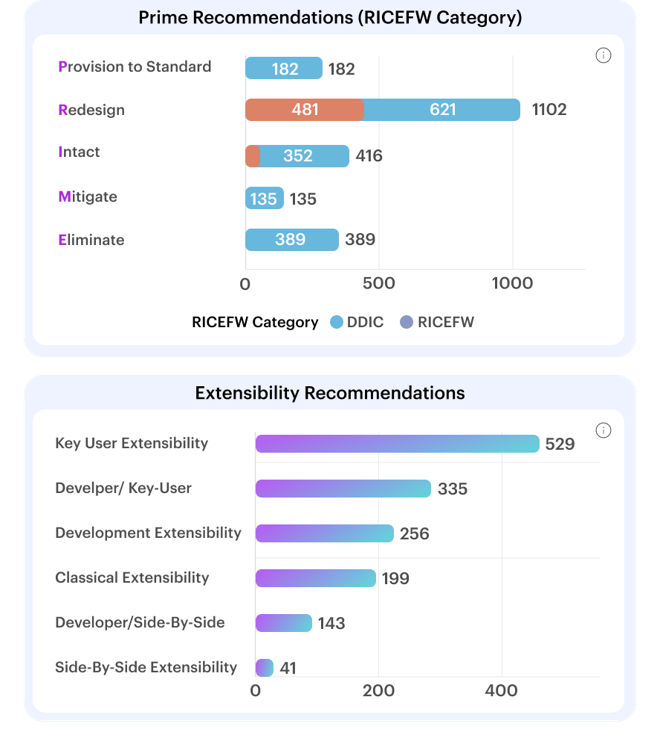 Prime Recommendations (RICEFW Category)
Provision to Standard 182 182
Redesign 481 621 1102
Intact 352 416
Mitigate 135 135
Eliminate 389 389
0 500 1000
RICEFW Category DDIC RICEFW
Extensibility Recommendations
Key User Extensibility 529
Develper/ Key-User 335
Development Extensibility 256
Classical Extensibility 199
Developer/Side-By-Side 143
Side-By-Side Extensibility 41
0 200 400